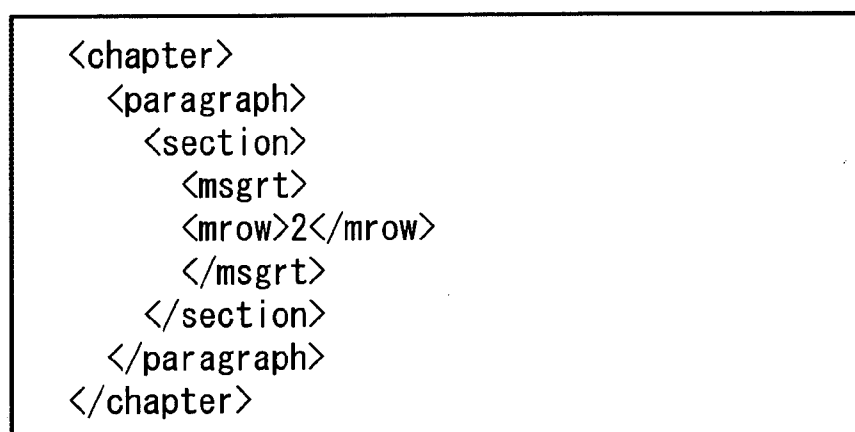 <chapter>
<paragraph>
<section>
<msgrt>
<mrow>2</mrow>
</msgrt>
</section>
</paragraph>
</chapter>